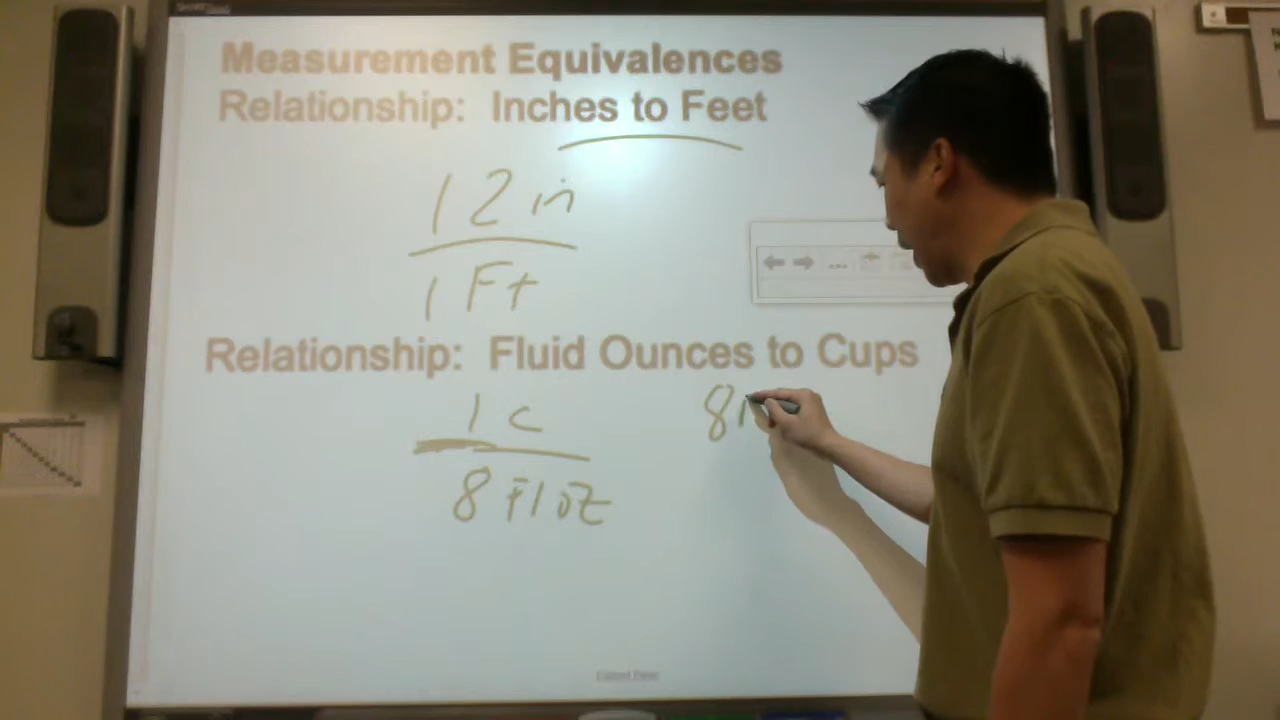 Measurement Equivalences
Relationship: Inches to Feet
12 in
1 Ft
Relationship: Fluid Ounces to Cups
1 c
8 Fl oz
8